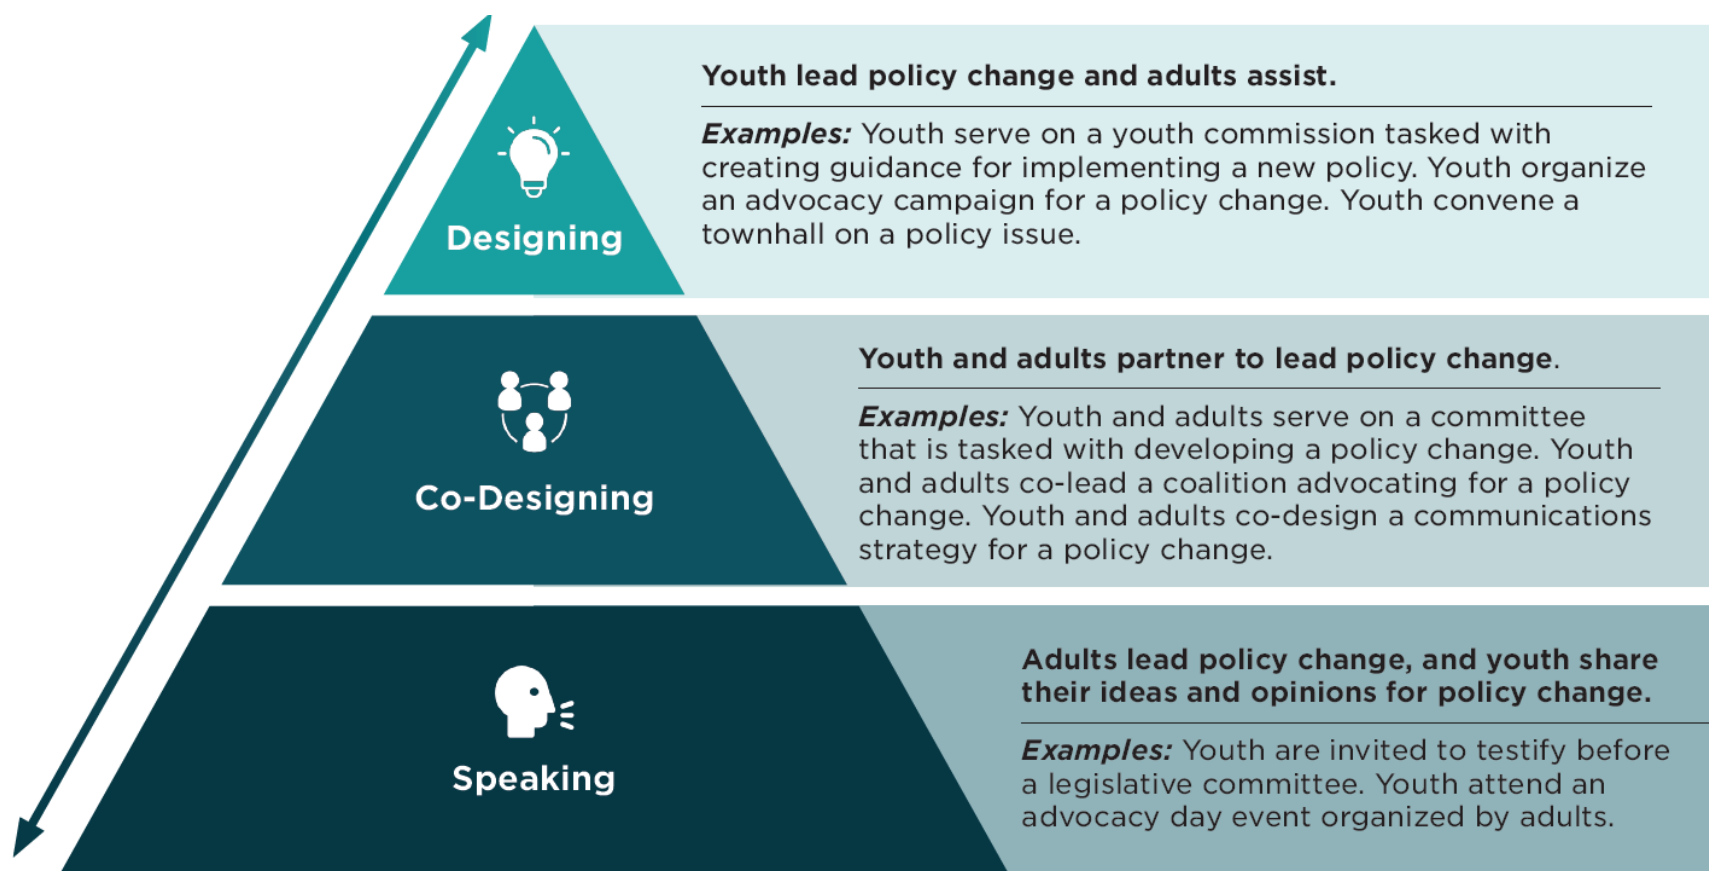 Youth lead policy change and adults assist.
Examples: Youth serve on a youth commission tasked with
creating guidance for implementing a new policy. Youth organize
an advocacy campaign for a policy change. Youth convene a
townhall on a policy issue.
Designing
Youth and adults partner to lead policy change.
Examples: Youth and adults serve on a committee
that is tasked with developing a policy change. Youth
and adults co-lead a coalition advocating for a policy
change. Youth and adults co-design a communications
strategy for a policy change.
Co-Designing
Adults lead policy change, and youth share
their ideas and opinions for policy change.
Examples: Youth are invited to testify before
a legislative committee. Youth attend an
advocacy day event organized by adults.
Speaking